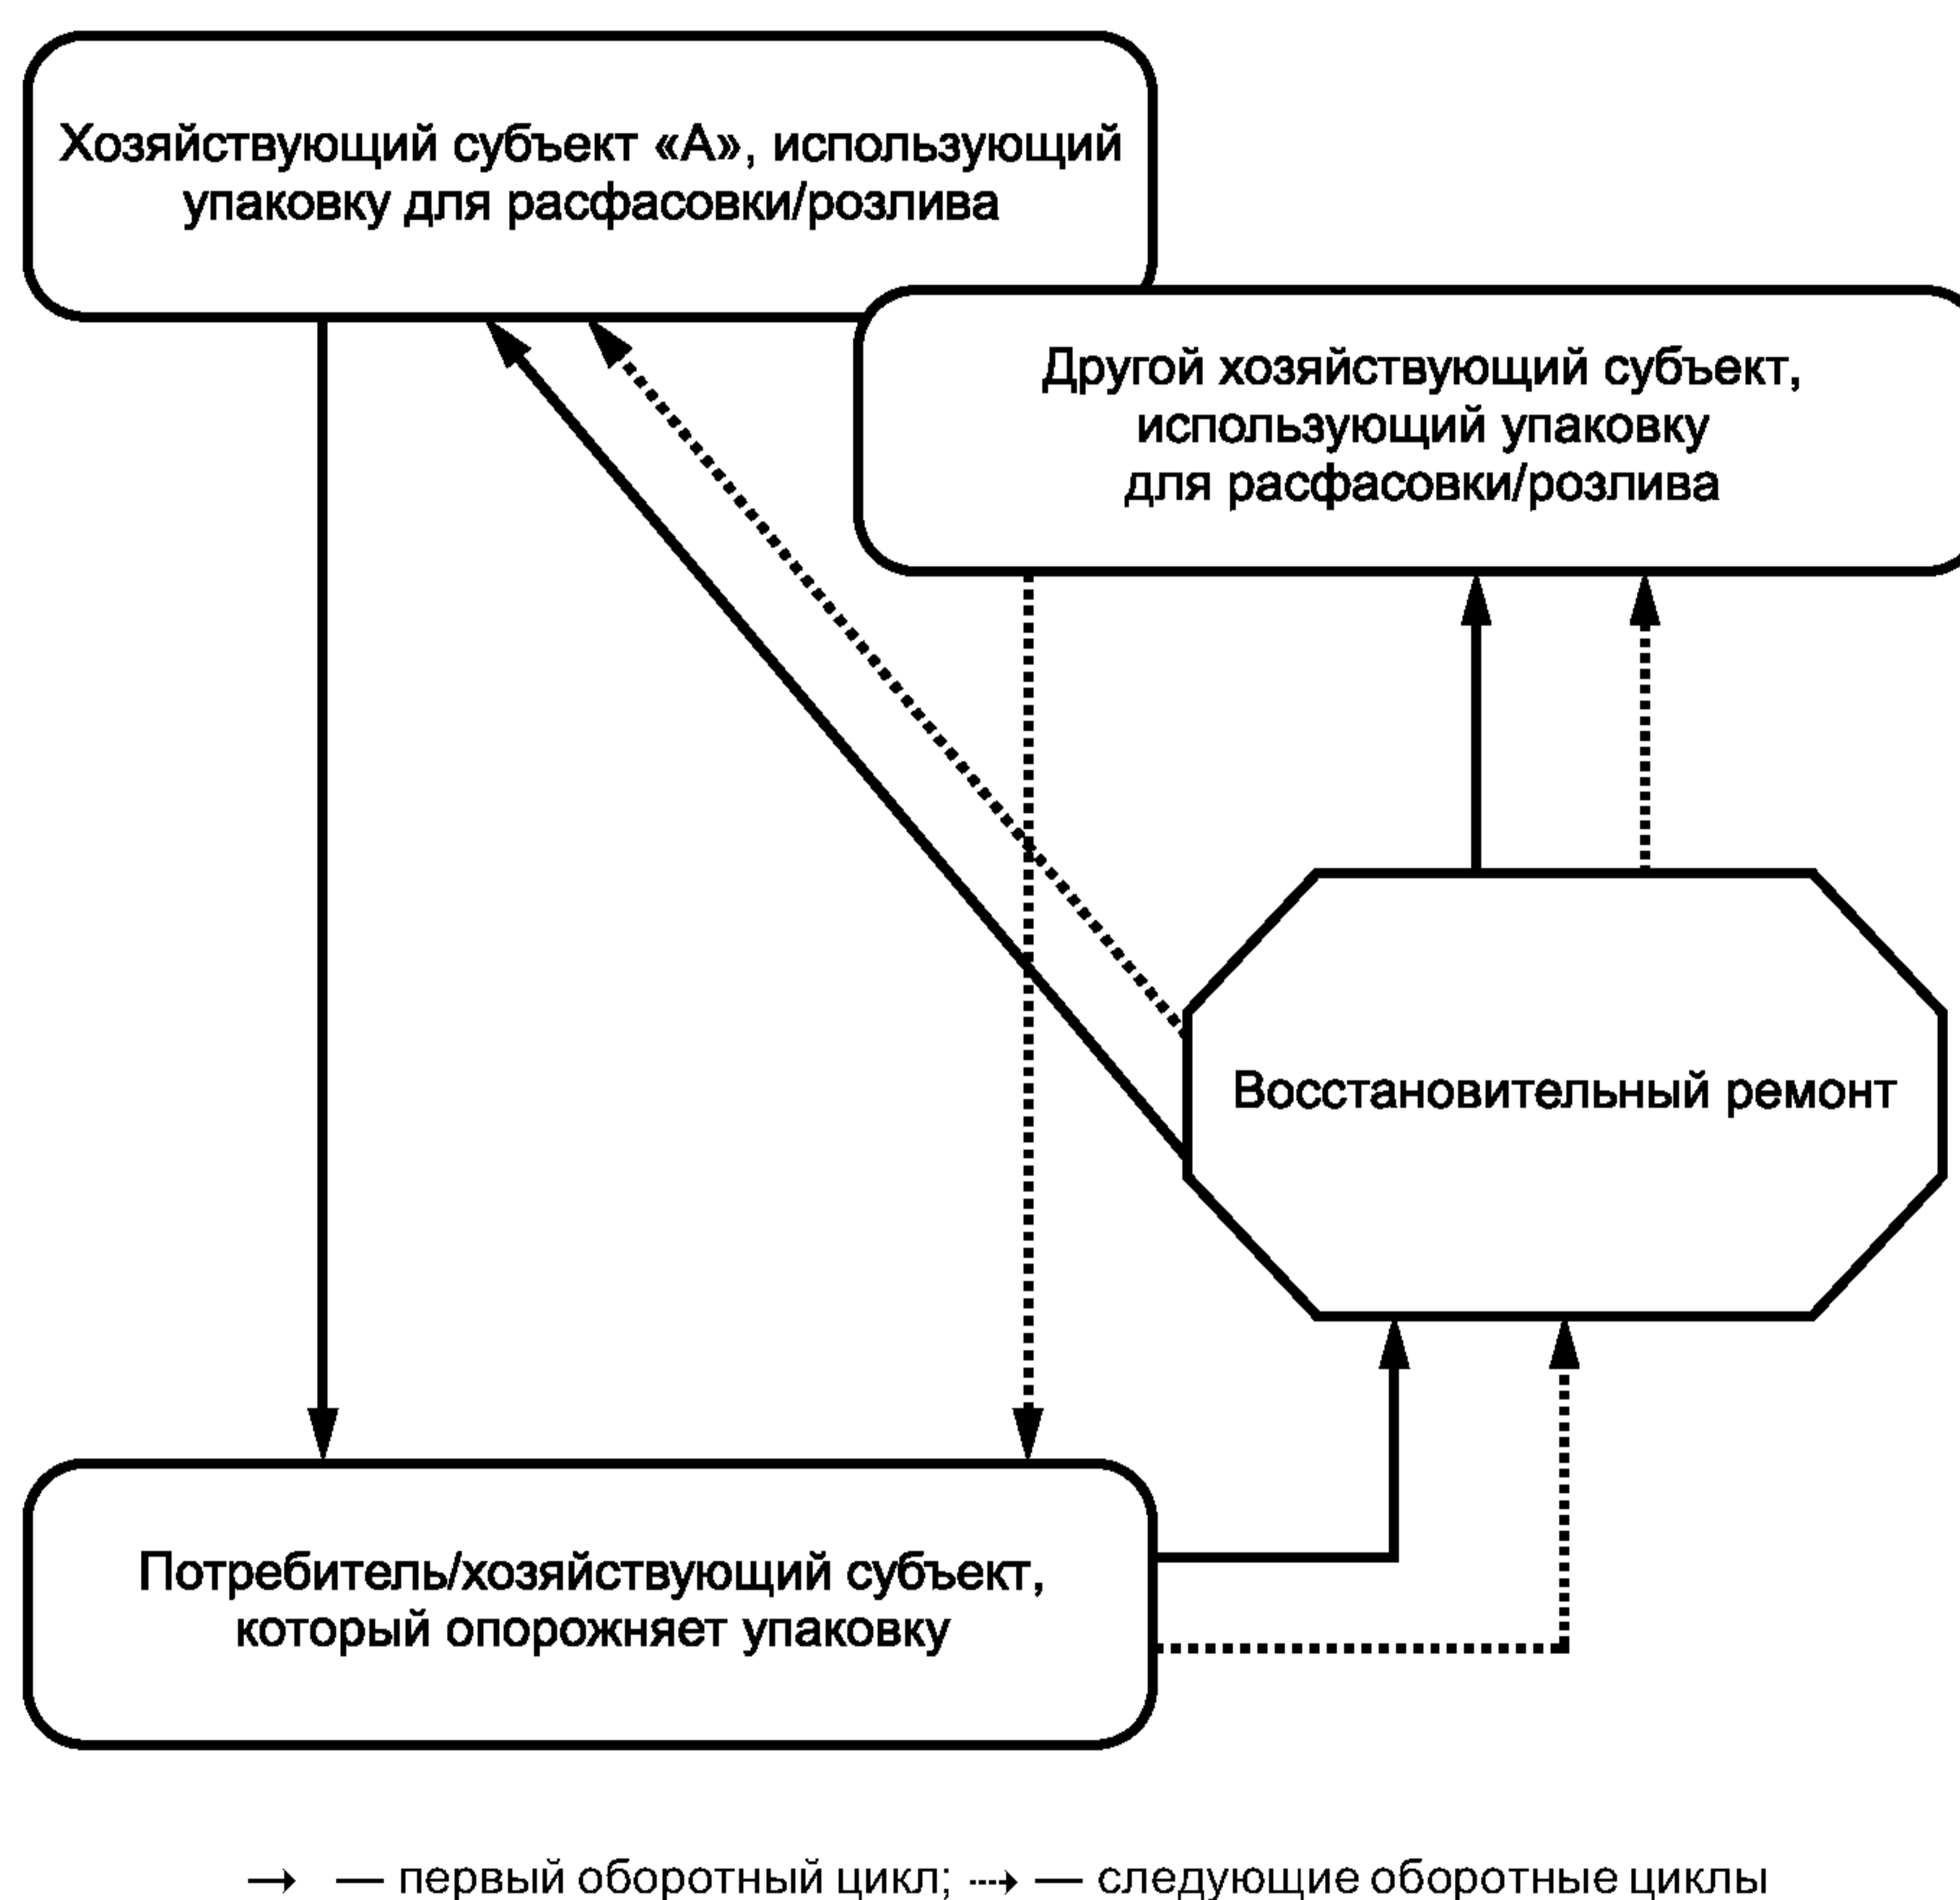 Хозяйствующий субъект «А», использующий
упаковку для расфасовки/розлива
Другой хозяйствующий субъект,
использующий упаковку
для расфасовки/розлива
Восстановительный ремонт
Потребитель/хозяйствующий субъект,
который опорожняет упаковку
— первый оборотный цикл; — следующие оборотные циклы